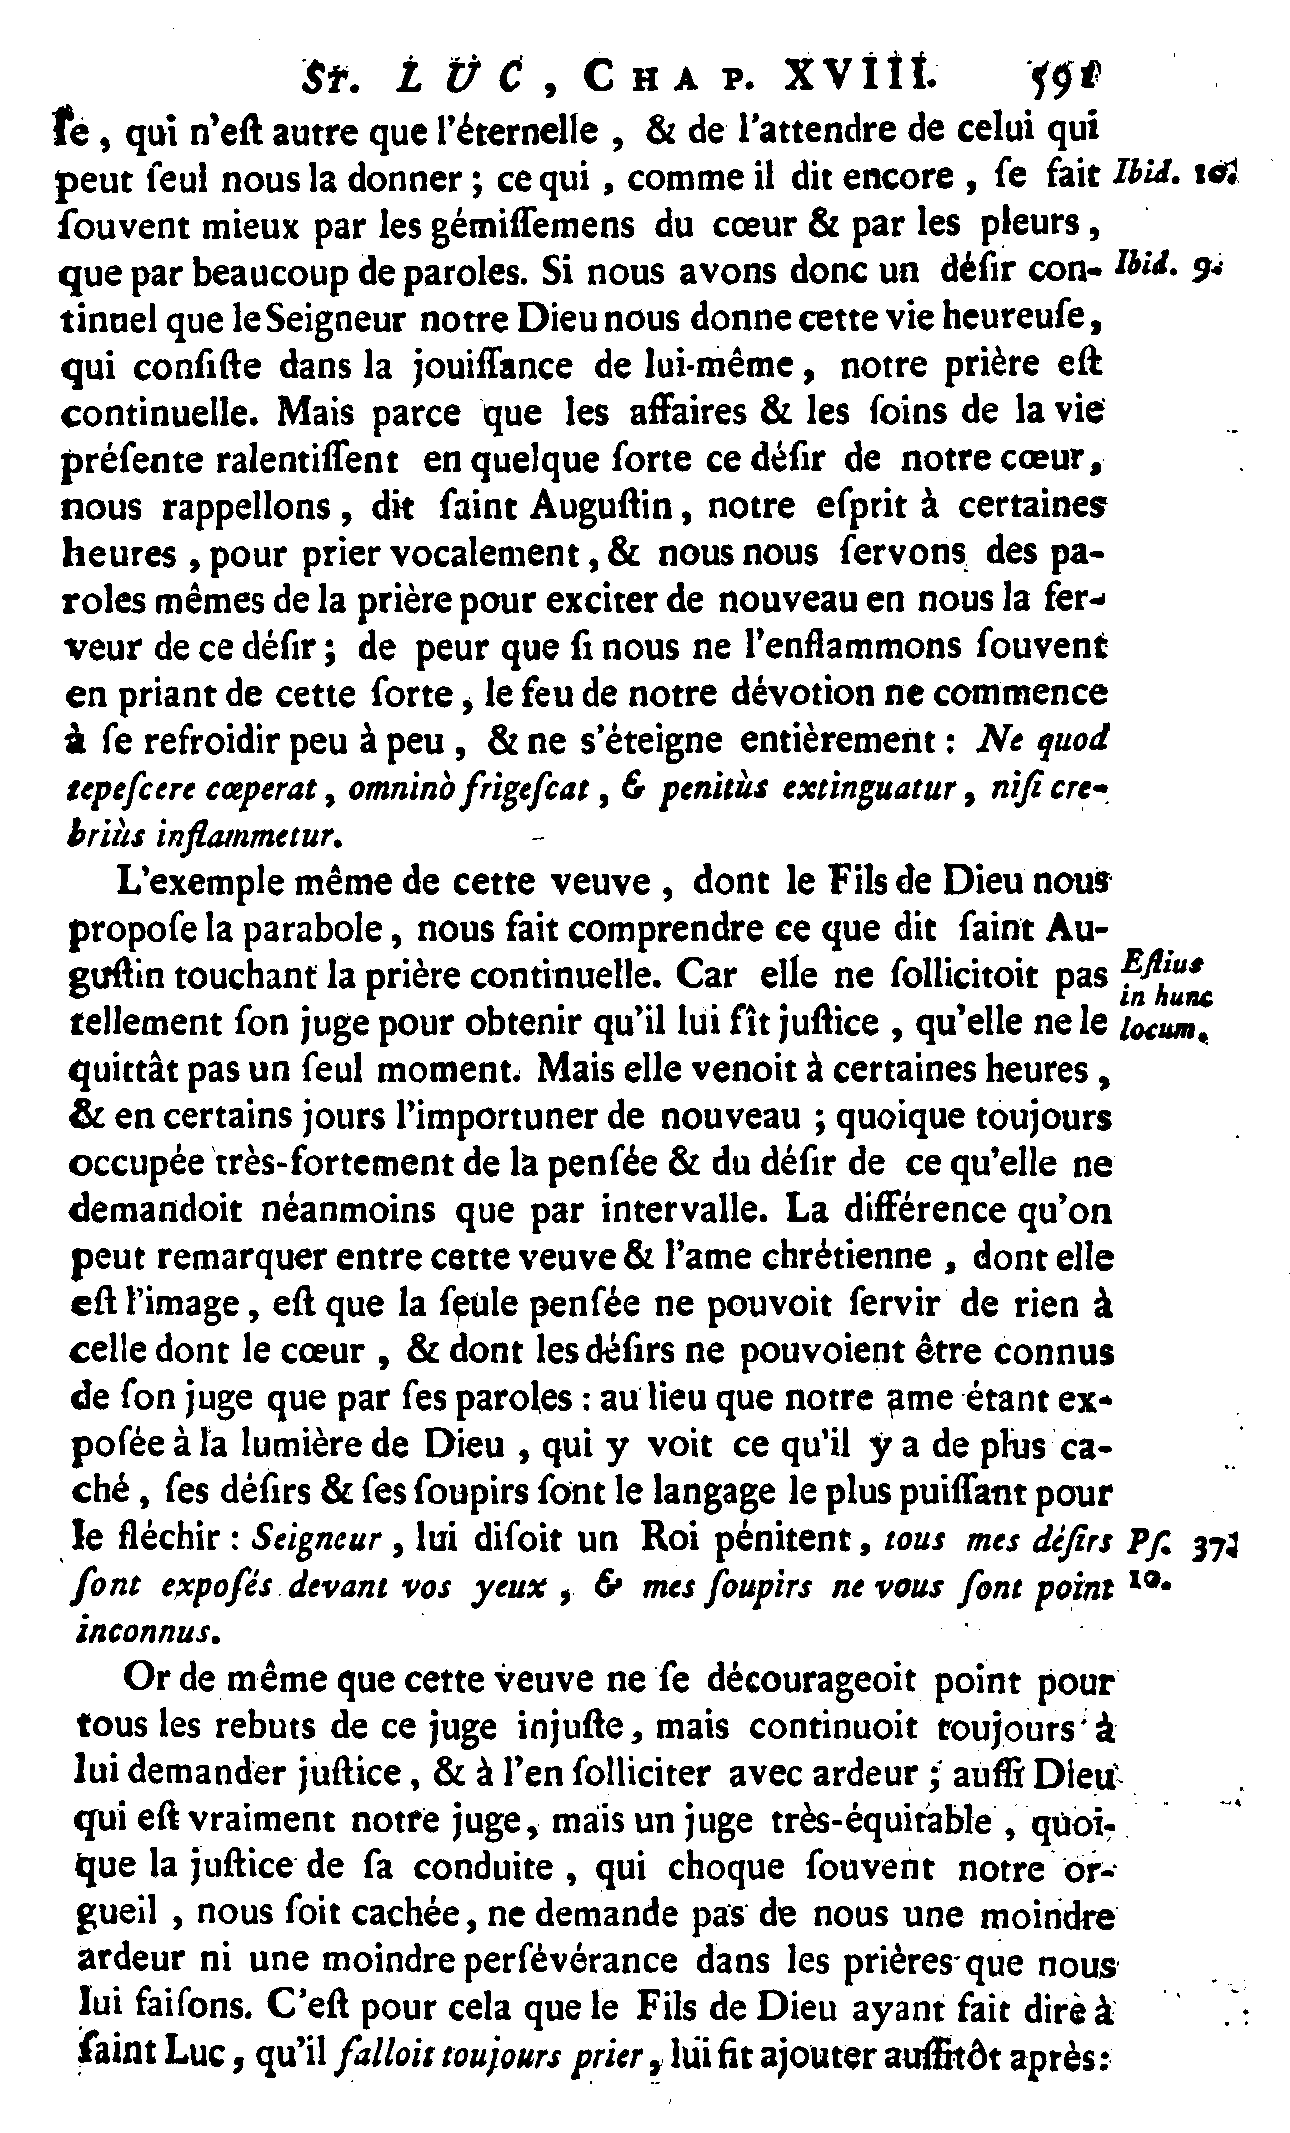 St. LUC, CHAP. XVIII. 591
ſe, qui n'eſt autre que l'éternelle, & de l'attendre de celui qui
peut ſeul nous la donner; ce qui, comme il dit encore, ſe fait Ibid. 10.
ſouvent mieux par les gémiſſemens du cœur & par les pleurs,
que par beaucoup de paroles. Si nous avons donc un déſir con- Ibid. 9.
tinuel que le Seigneur notre Dieu nous donne cette vie heureuſe,
qui conſiſte dans la jouiſſance de lui-même, notre prière eſt
continuelle. Mais parce que les affaires & les ſoins de la vie
préſente ralentiſſent en quelque ſorte ce déſir de notre cœur,
nous rappellons, dit ſaint Auguſtin, notre eſprit à certaines
heures, pour prier vocalement, & nous nous ſervons des pa-
roles mêmes de la prière pour exciter de nouveau en nous la fer-
veur de ce déſir; de peur que ſi nous ne l'enflammons ſouvent
en priant de cette ſorte, le feu de notre dévotion ne commence
à ſe refroidir peu à peu, & ne s'éteigne entièrement: Ne quod
tepeſcere cœperat, omninò frigeſcat, & penitùs extinguatur, niſi cre-
briùs inflammetur.
L'exemple même de cette veuve, dont le Fils de Dieu nous
propoſe la parabole, nous fait comprendre ce que dit ſaint Au-
guſtin touchant la prière continuelle. Car elle ne ſollicitoit pas Eſtius
in hunc
tellement ſon juge pour obtenir qu'il lui fît juſtice, qu'elle ne le locum.
quittât pas un ſeul moment. Mais elle venoit à certaines heures,
& en certains jours l'importuner de nouveau; quoique toujours
occupée très-fortement de la penſée & du déſir de ce qu'elle ne
demandoit néanmoins que par intervalle. La différence qu'on
peut remarquer entre cette veuve & l'ame chrétienne, dont elle
eſt l'image, eſt que la ſeule penſée ne pouvoit ſervir de rien à
celle dont le cœur, & dont les déſirs ne pouvoient être connus
de ſon juge que par ſes paroles: au lieu que notre ame étant ex-
poſée à la lumière de Dieu, qui y voit ce qu'il y a de plus ca-
ché, ſes déſirs & ſes ſoupirs ſont le langage le plus puiſſant pour
le fléchir: Seigneur, lui diſoit un Roi pénitent, tous mes déſirs Pſ. 37.
ſont expoſés devant vos yeux, & mes ſoupirs ne vous ſont point 10.
inconnus.
Or de même que cette veuve ne ſe décourageoit point pour
tous les rebuts de ce juge injuſte, mais continuoit toujours à
lui demander juſtice, & à l'en ſolliciter avec ardeur; auſſi Dieu
qui eſt vraiment notre juge, mais un juge très-équitable, quoi-
que la juſtice de ſa conduite, qui choque ſouvent notre or-
gueil, nous ſoit cachée, ne demande pas de nous une moindre
ardeur ni une moindre perſévérance dans les prières que nous
lui faiſons. C'eſt pour cela que le Fils de Dieu ayant fait dire à
ſaint Luc, qu'il falloit toujours prier, lui fit ajouter auſſitôt après: